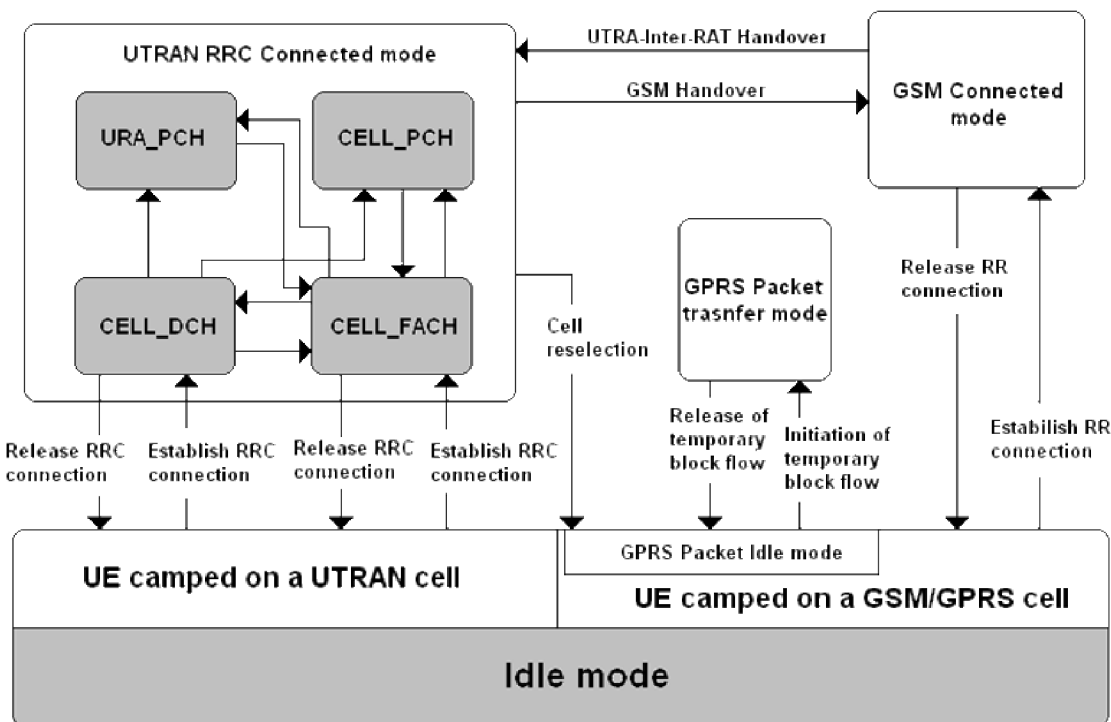 UTRAN RRC Connected mode
UTRA-Inter-RAT Handover
GSM Handover
GSM Connected
mode
URA_PCH
CELL_PCH
CELL_DCH
CELL_FACH
GPRS Packet
trasnfer mode
Cell
reselection
Release RR
connection
Release RRC
connection
Establish RRC
connection
Release RRC
connection
Establish RRC
connection
Release of
temporary
block flow
Initiation of
temporary
block flow
Estabilish RR
connection
GPRS Packet Idle mode
UE camped on a UTRAN cell
UE camped on a GSM/GPRS cell
Idle mode